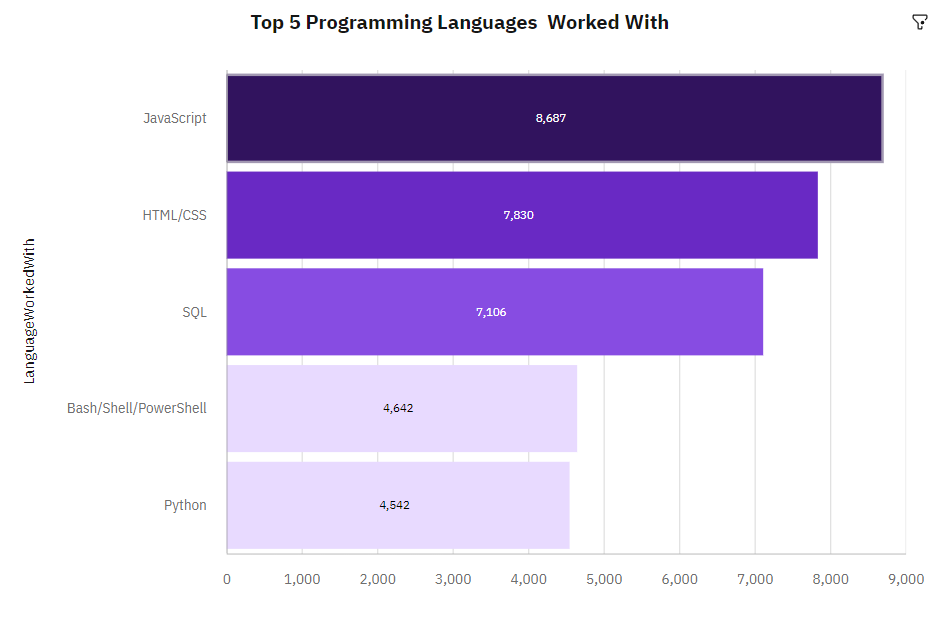 Top 5 Programming Languages  Worked With
LanguageWorkedWith
JavaScript
8,687
HTML/CSS
7,830
SQL
7,106
Bash/Shell/PowerShell
4,642
Python
4,542
0 1,000 2,000 3,000 4,000 5,000 6,000 7,000 8,000 9,000